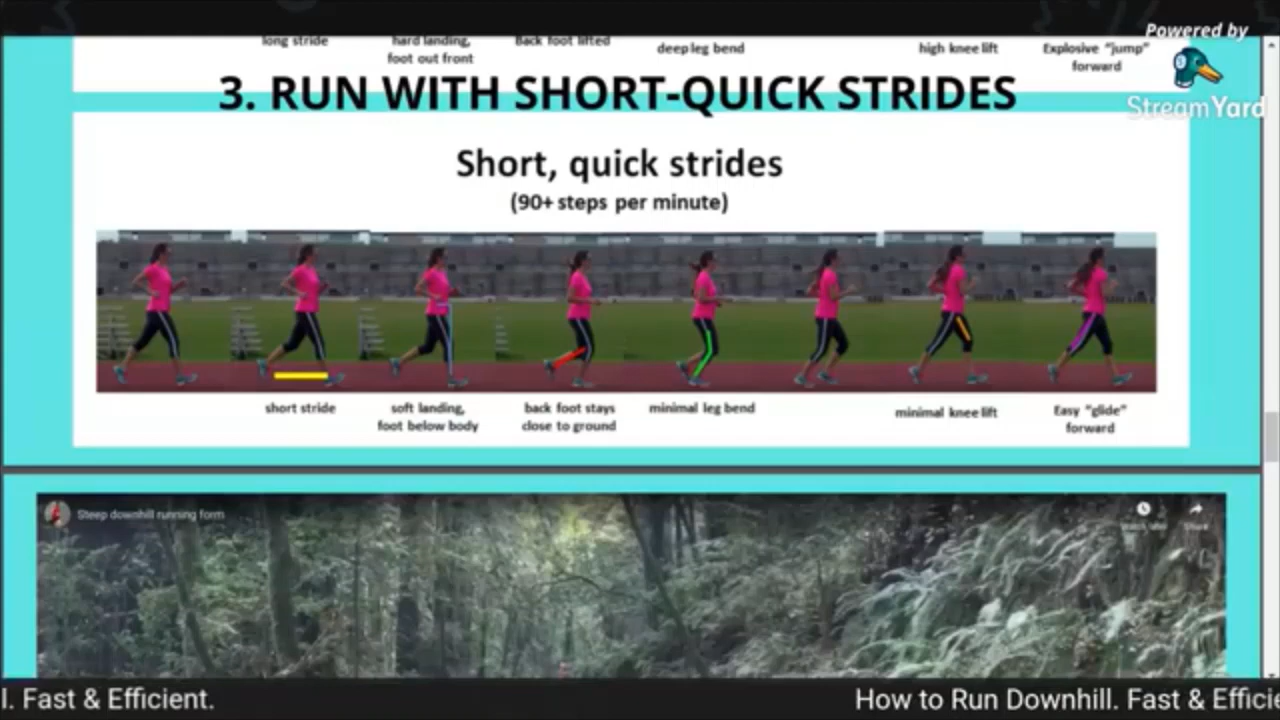 Powered by
StreamYard
long stride
hard landing,
foot out front
Back foot lifted
deep leg bend
high knee lift
Explosive "jump"
forward
3. RUN WITH SHORT-QUICK STRIDES
Short, quick strides
(90+ steps per minute)
short stride
soft landing,
foot below body
back foot stays
close to ground
minimal leg bend
minimal knee lift
Easy "glide"
forward
Steep downhill running form
Watch later
Share
l. Fast & Efficient.
How to Run Downhill. Fast & Efficie